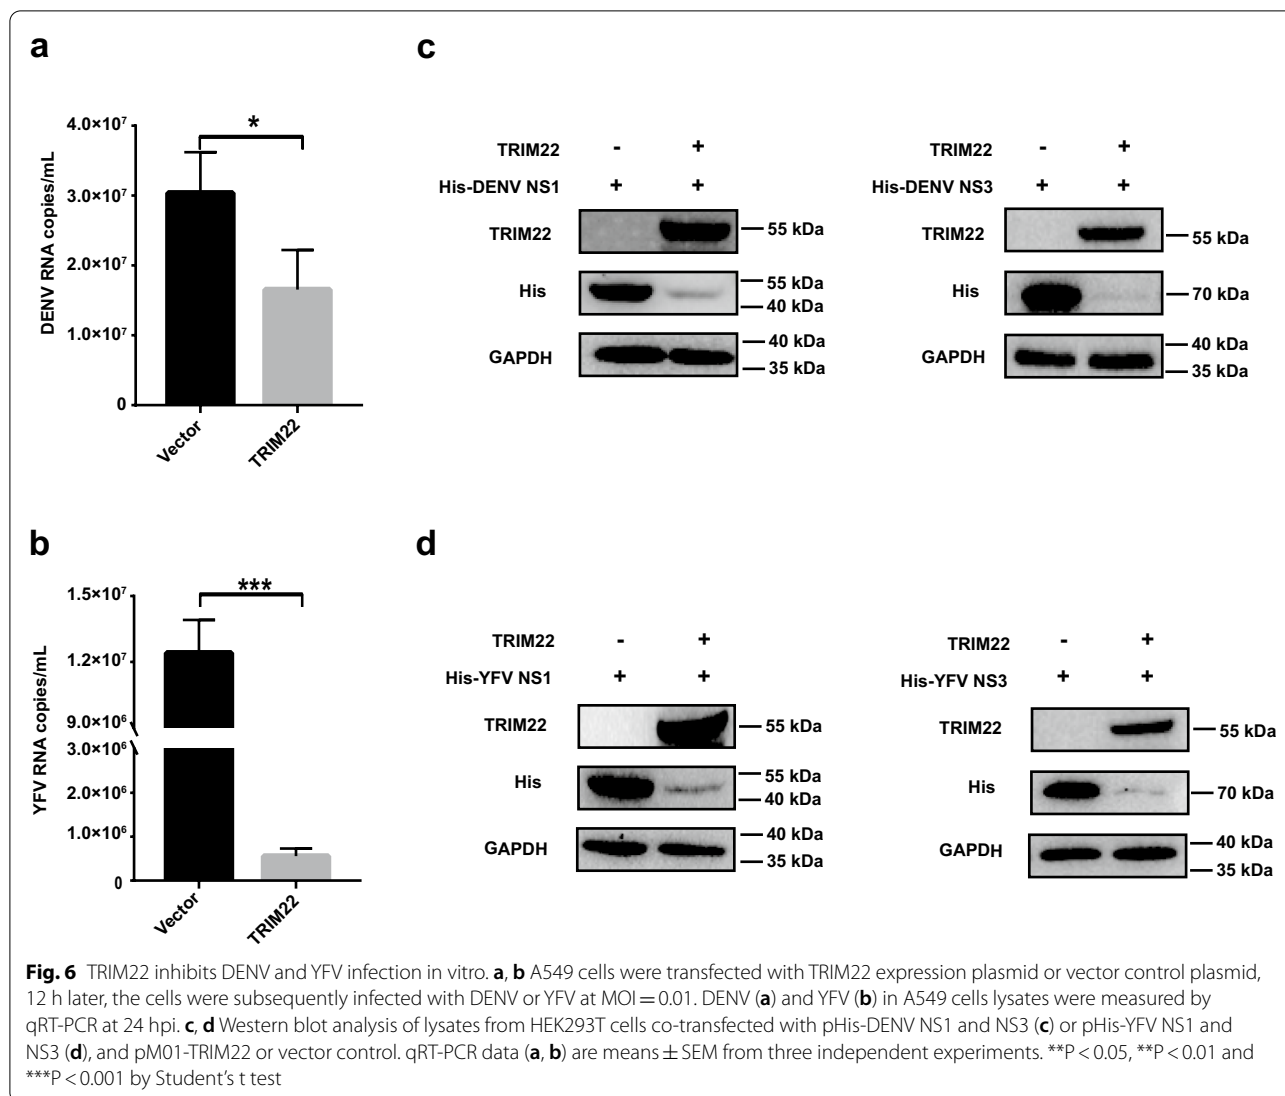 a
4.0×10⁷
3.0×10⁷
2.0×10⁷
1.0×10⁷
0
DENV RNA copies/mL
*
Vector
TRIM22
c
TRIM22 - +
His-DENV NS1 + +
TRIM22
55 kDa
His
55 kDa
40 kDa
GAPDH
40 kDa
35 kDa
TRIM22 - +
His-DENV NS3 + +
TRIM22
55 kDa
His
70 kDa
GAPDH
40 kDa
35 kDa
b
1.5×10⁷
1.2×10⁷
9.0×10⁶
3.0×10⁶
2.0×10⁶
1.0×10⁶
0
YFV RNA copies/mL
***
Vector
TRIM22
d
TRIM22 - +
His-YFV NS1 + +
TRIM22
55 kDa
His
55 kDa
40 kDa
GAPDH
40 kDa
35 kDa
TRIM22 - +
His-YFV NS3 + +
TRIM22
55 kDa
His
70 kDa
GAPDH
40 kDa
35 kDa
Fig. 6 TRIM22 inhibits DENV and YFV infection in vitro. a, b A549 cells were transfected with TRIM22 expression plasmid or vector control plasmid,
12 h later, the cells were subsequently infected with DENV or YFV at MOI = 0.01. DENV (a) and YFV (b) in A549 cells lysates were measured by
qRT-PCR at 24 hpi. c, d Western blot analysis of lysates from HEK293T cells co-transfected with pHis-DENV NS1 and NS3 (c) or pHis-YFV NS1 and
NS3 (d), and pM01-TRIM22 or vector control. qRT-PCR data (a, b) are means ± SEM from three independent experiments. **P < 0.05, **P < 0.01 and
***P < 0.001 by Student's t test